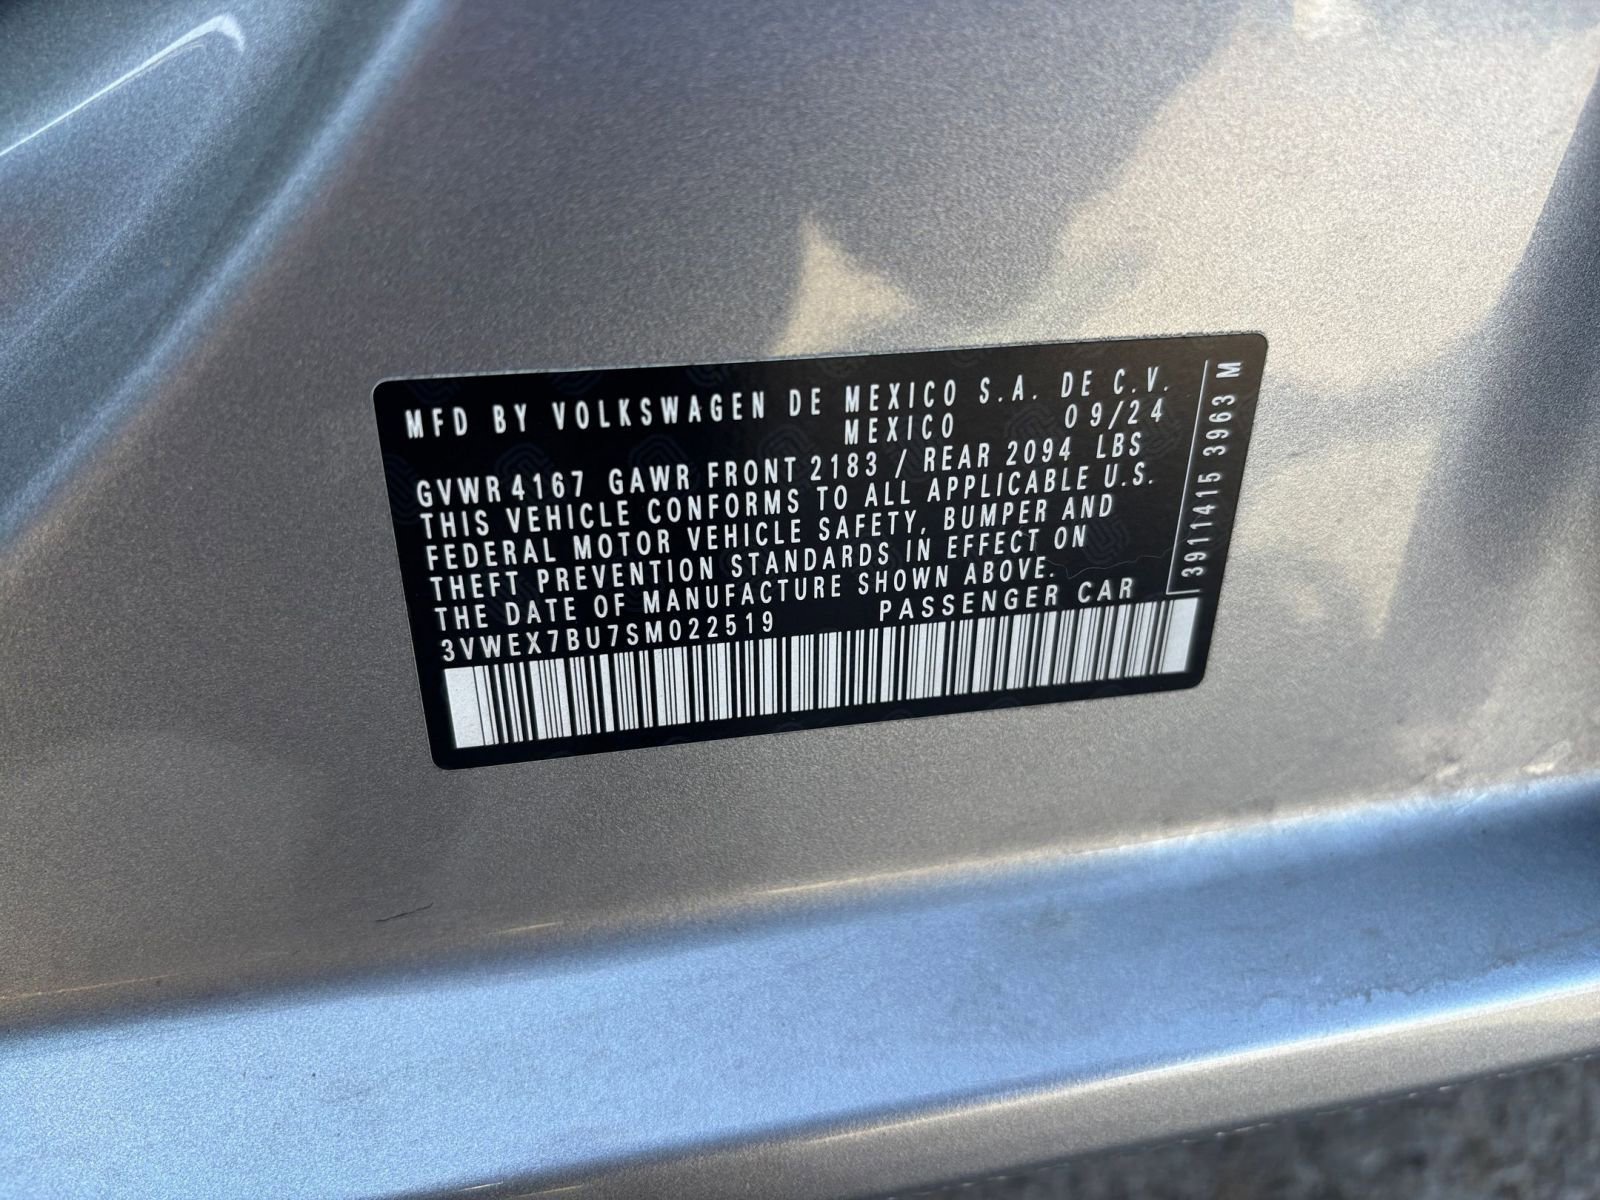 MFD BY VOLKSWAGEN DE MEXICO S.A. DE C.V.
MEXICO 09/24
GVWR 4167 GAWR FRONT 2183 / REAR 2094 LBS
THIS VEHICLE CONFORMS TO ALL APPLICABLE U.S.
FEDERAL MOTOR VEHICLE SAFETY, BUMPER AND
THEFT PREVENTION STANDARDS IN EFFECT ON
THE DATE OF MANUFACTURE SHOWN ABOVE.
3VWEX7BU7SM022519 PASSENGER CAR
3911415 3963 M